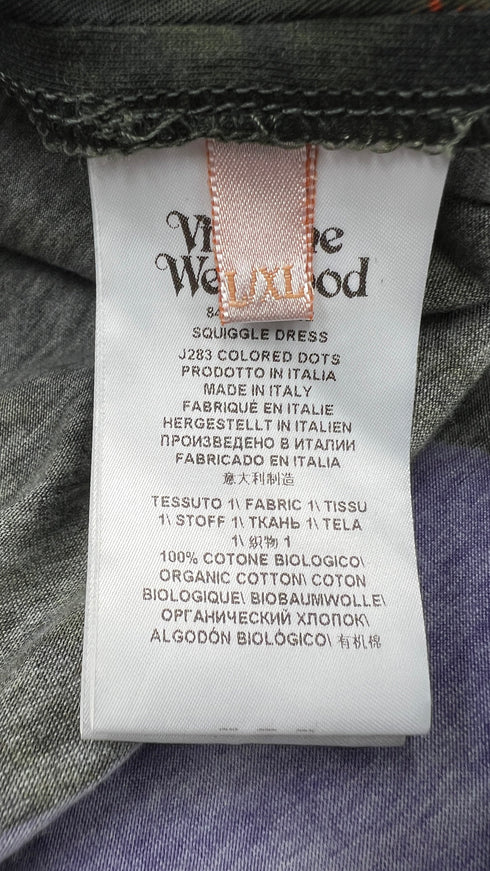 L/XL
SQUIGGLE DRESS
J283 COLORED DOTS
PRODOTTO IN ITALIA
MADE IN ITALY
FABRIQUÉ EN ITALIE
HERGESTELLT IN ITALIEN
ПРОИЗВЕДЕНО В ИТАЛИИ
FABRICADO EN ITALIA
意大利制造
TESSUTO 1\ FABRIC 1\ TISSU
1\ STOFF 1\ ТКАНЬ 1\ TELA
1\ 织物 1
100% COTONE BIOLOGICO\
ORGANIC COTTON\ COTON
BIOLOGIQUE\ BIOBAUMWOLLE\
ОРГАНИЧЕСКИЙ ХЛОПОК\
ALGODÓN BIOLÓGICO\ 有机棉